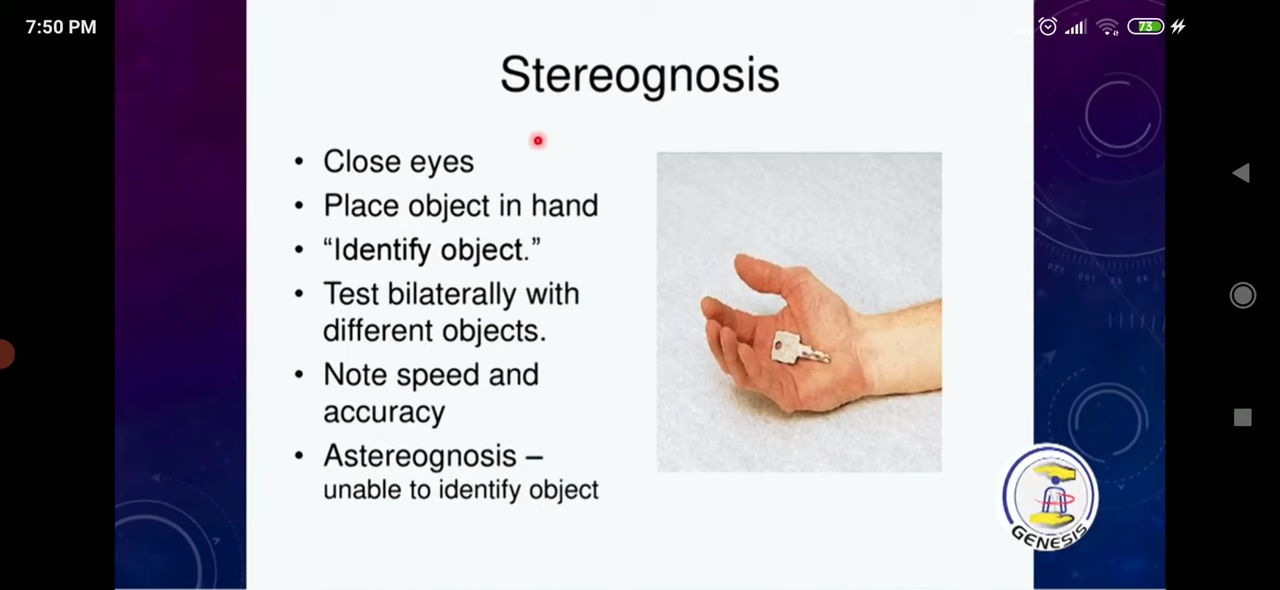 7:50 PM
73
Stereognosis
• Close eyes
• Place object in hand
• “Identify object.”
• Test bilaterally with
different objects.
• Note speed and
accuracy
• Astereognosis –
unable to identify object
GENESIS